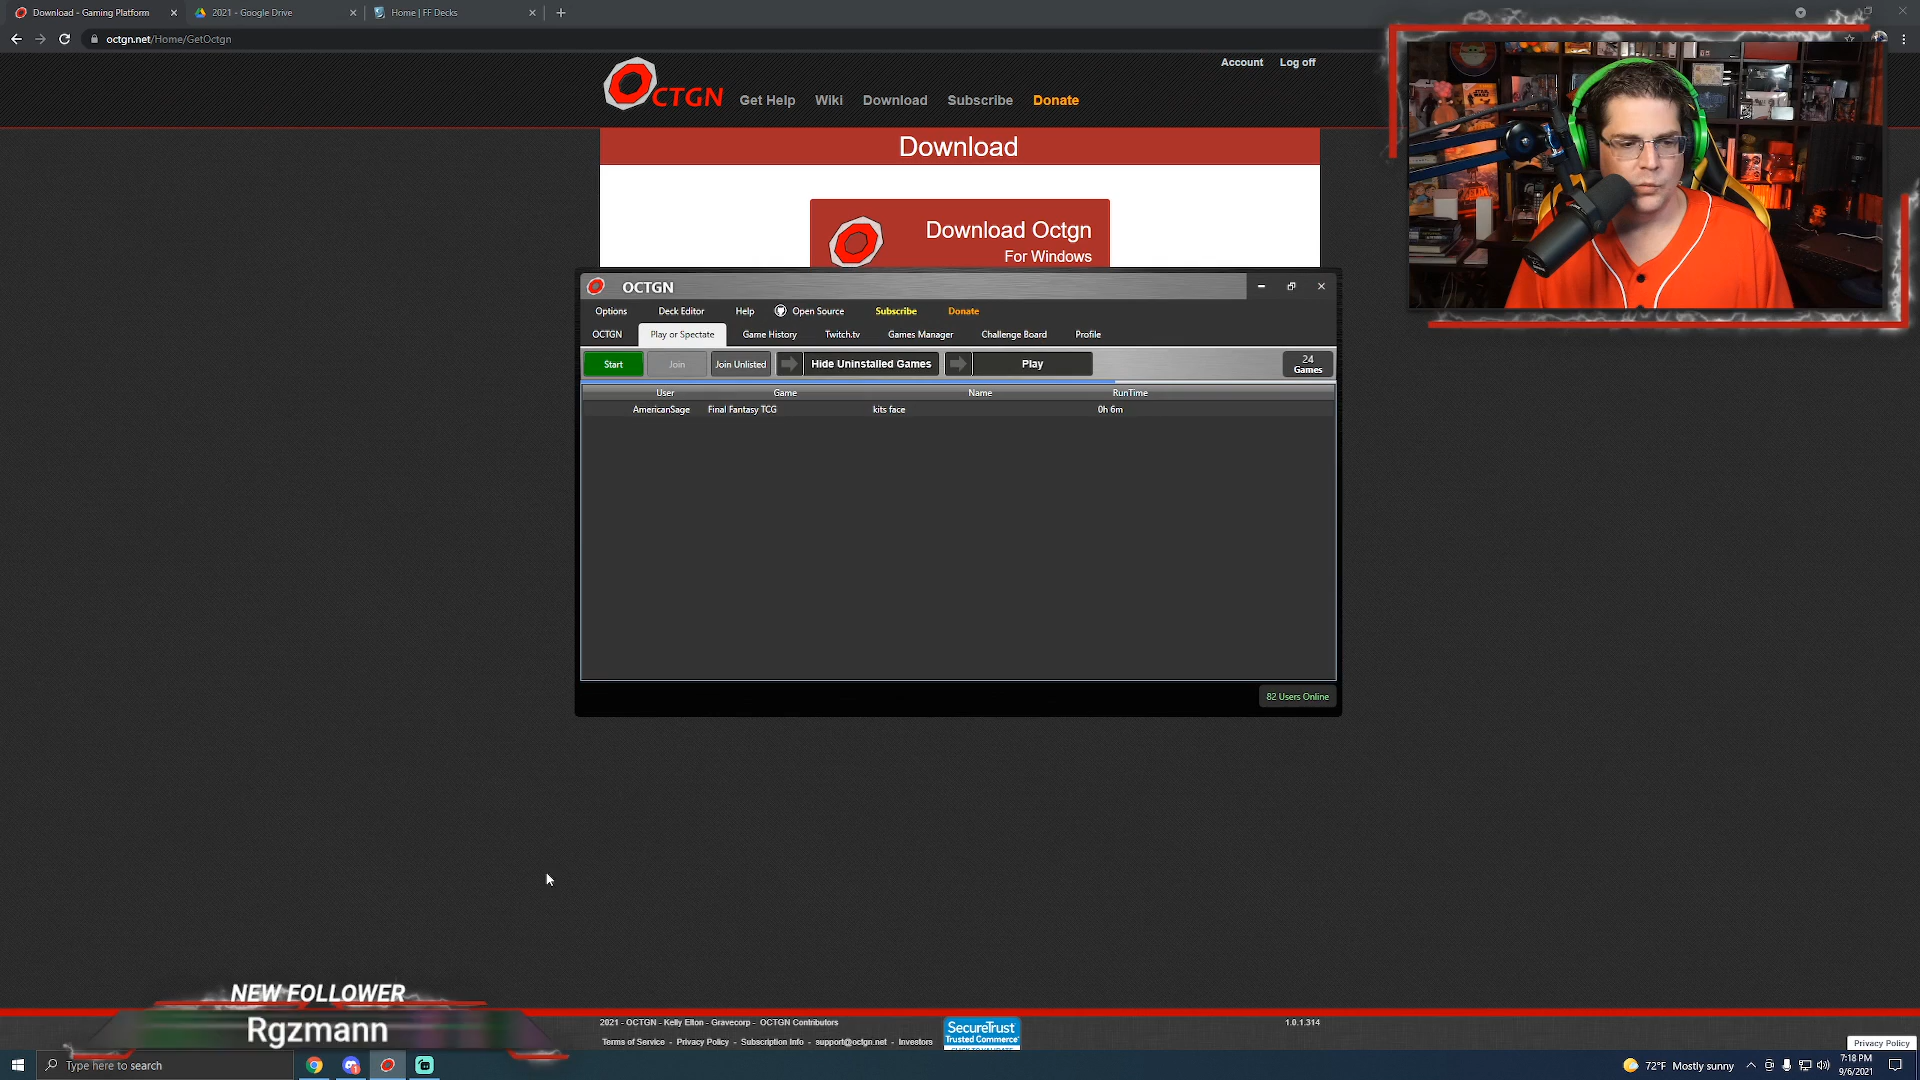 Download - Gaming Platform
2021 - Google Drive
Home | FF Decks
octgn.net/Home/GetOctgn
Account Log off
CTGN Get Help Wiki Download Subscribe Donate
Download
Download Octgn
For Windows
OCTGN
Options Deck Editor Help Open Source Subscribe Donate
OCTGN Play or Spectate Game History Twitch.tv Games Manager Challenge Board Profile
Start Join Join Unlisted Hide Uninstalled Games Play 24 Games
User Game Name RunTime
AmericanSage Final Fantasy TCG kits face 0h 6m
82 Users Online
NEW FOLLOWER
Rgzmann
2021 - OCTGN - Kelly Elton - Gravecorp - OCTGN Contributors
1.0.1.314
Terms of Service - Privacy Policy - Subscription Info - support@octgn.net - Investors
SecureTrust
Trusted Commerce
Privacy Policy
Type here to search
72°F Mostly sunny
7:18 PM
9/6/2021